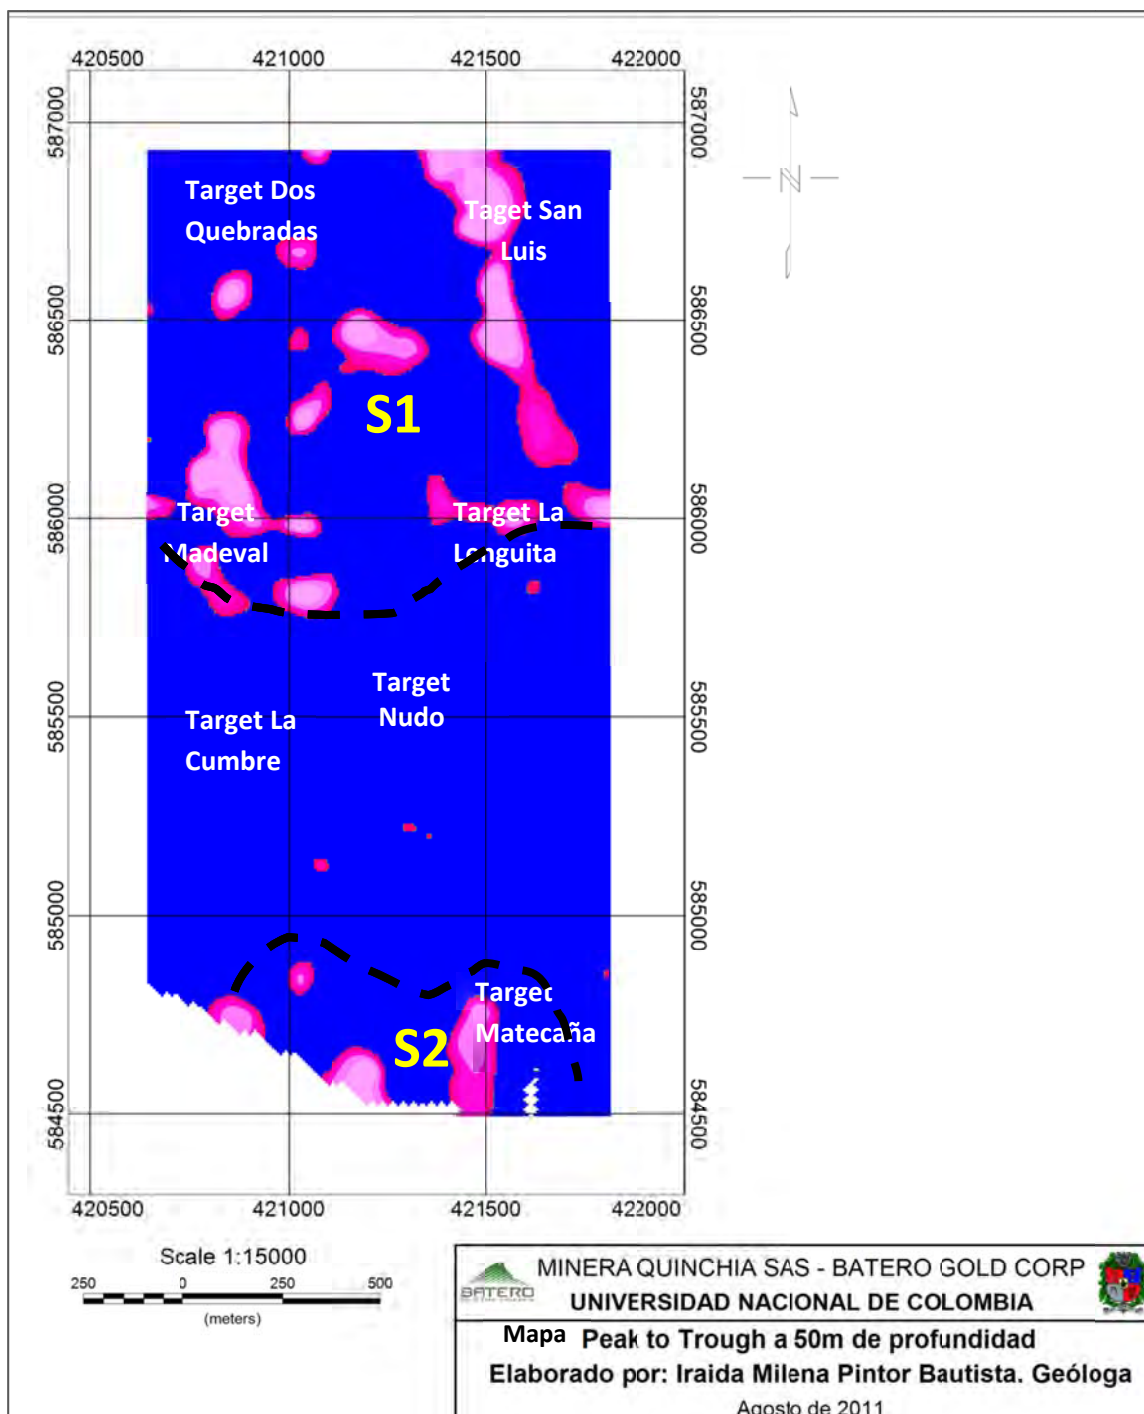 420500 421000 421500 422000
587000 587000
Target Dos
Quebradas
Taget San
Luis
586500 586500
S1
586000 586000
Target
Madeval
Target La
Longuita
Target
Nudo
585500 585500
Target La
Cumbre
585000 585000
Target
Matecaña
S2
584500 584500
420500 421000 421500 422000
N
Scale 1:15000
250 0 250 500
(meters)
BATERO
MINERA QUINCHIA SAS - BATERO GOLD CORP
UNIVERSIDAD NACIONAL DE COLOMBIA
Mapa Peak to Trough a 50m de profundidad
Elaborado por: Iraida Milena Pintor Bautista. Geóloga
Agosto de 2011